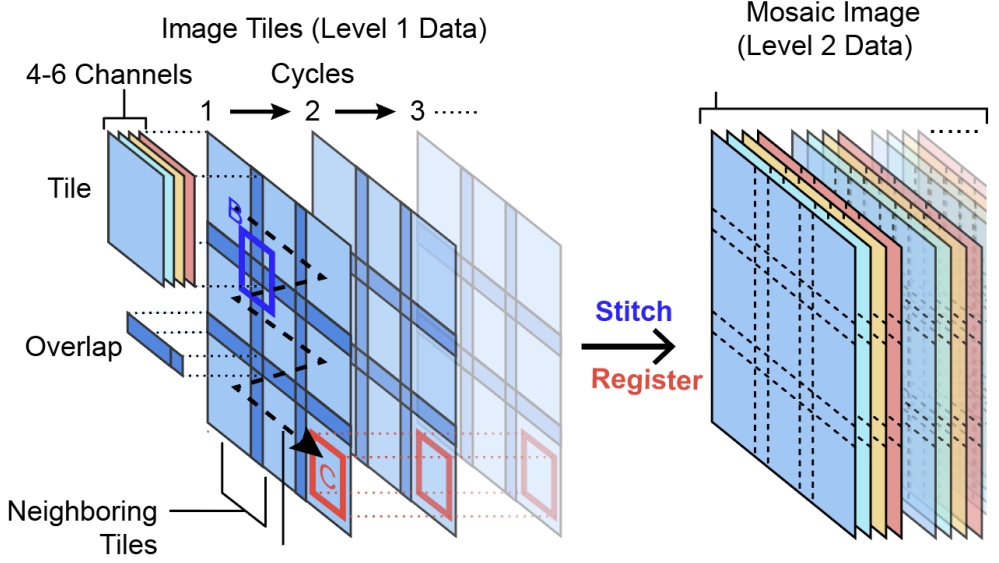 Image Tiles (Level 1 Data)
Mosaic Image
(Level 2 Data)
4-6 Channels
Cycles
1 2 3 ......
......
Tile
B
Overlap
Stitch
Register
C
Neighboring
Tiles